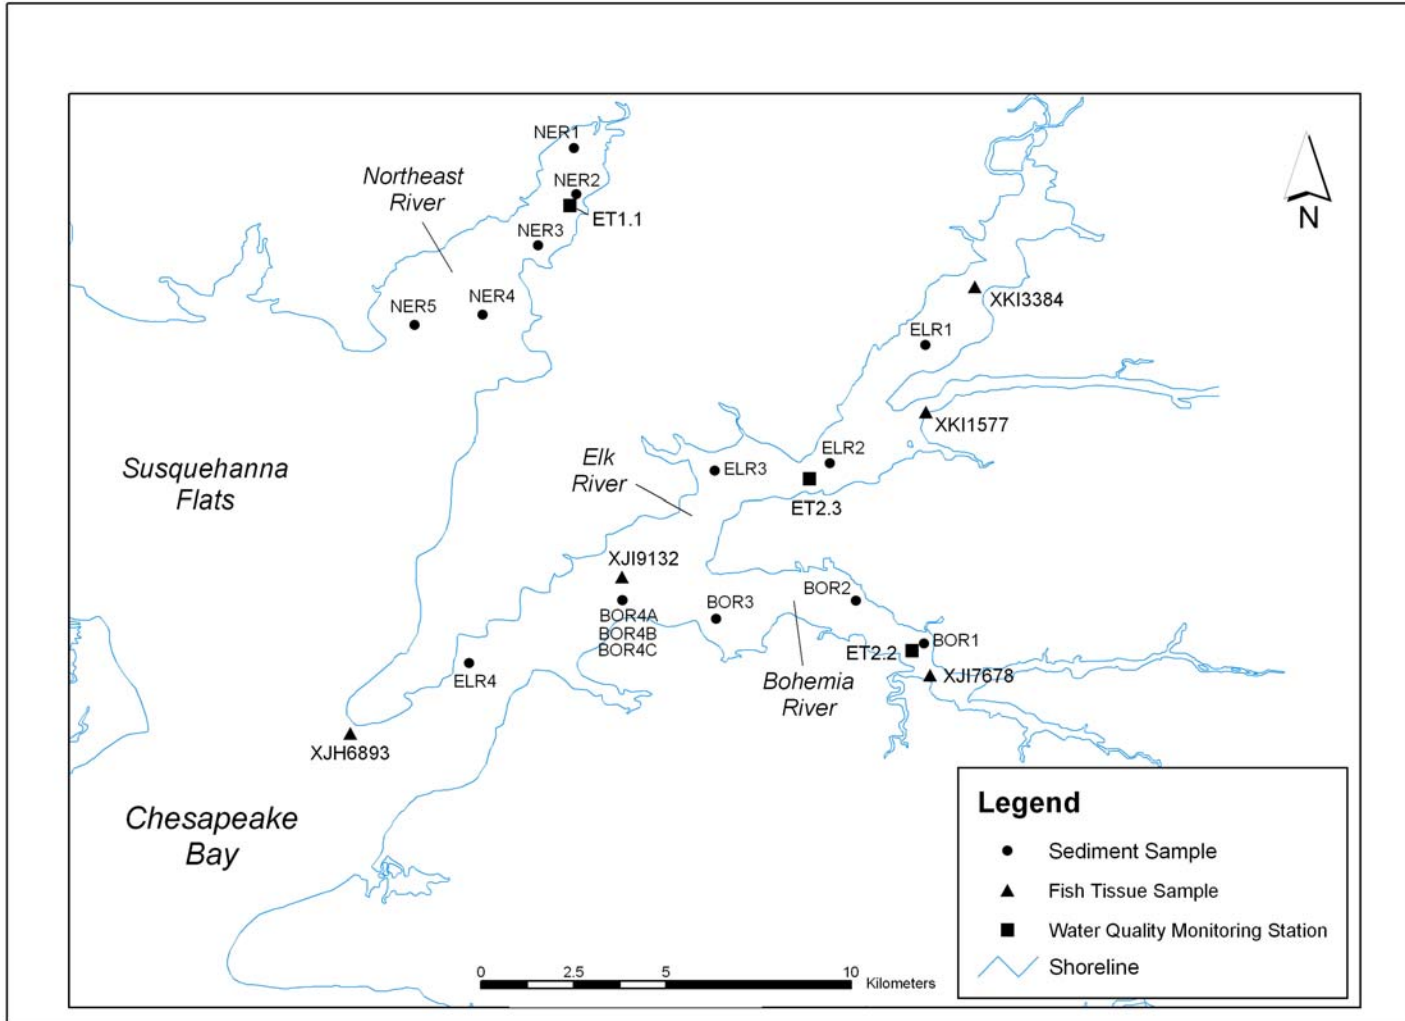 NER1
Northeast
River
NER2
ET1.1
NER3
N
NER5
NER4
XKI3384
ELR1
XKI1577
Susquehanna
Flats
Elk
River
ELR3
ELR2
ET2.3
XJI9132
BOR4A
BOR4B
BOR4C
BOR3
BOR2
BOR1
ET2.2
XJI7678
Bohemia
River
ELR4
XJH6893
Chesapeake
Bay
Legend
Sediment Sample
Fish Tissue Sample
Water Quality Monitoring Station
Shoreline
0 2.5 5 10
Kilometers